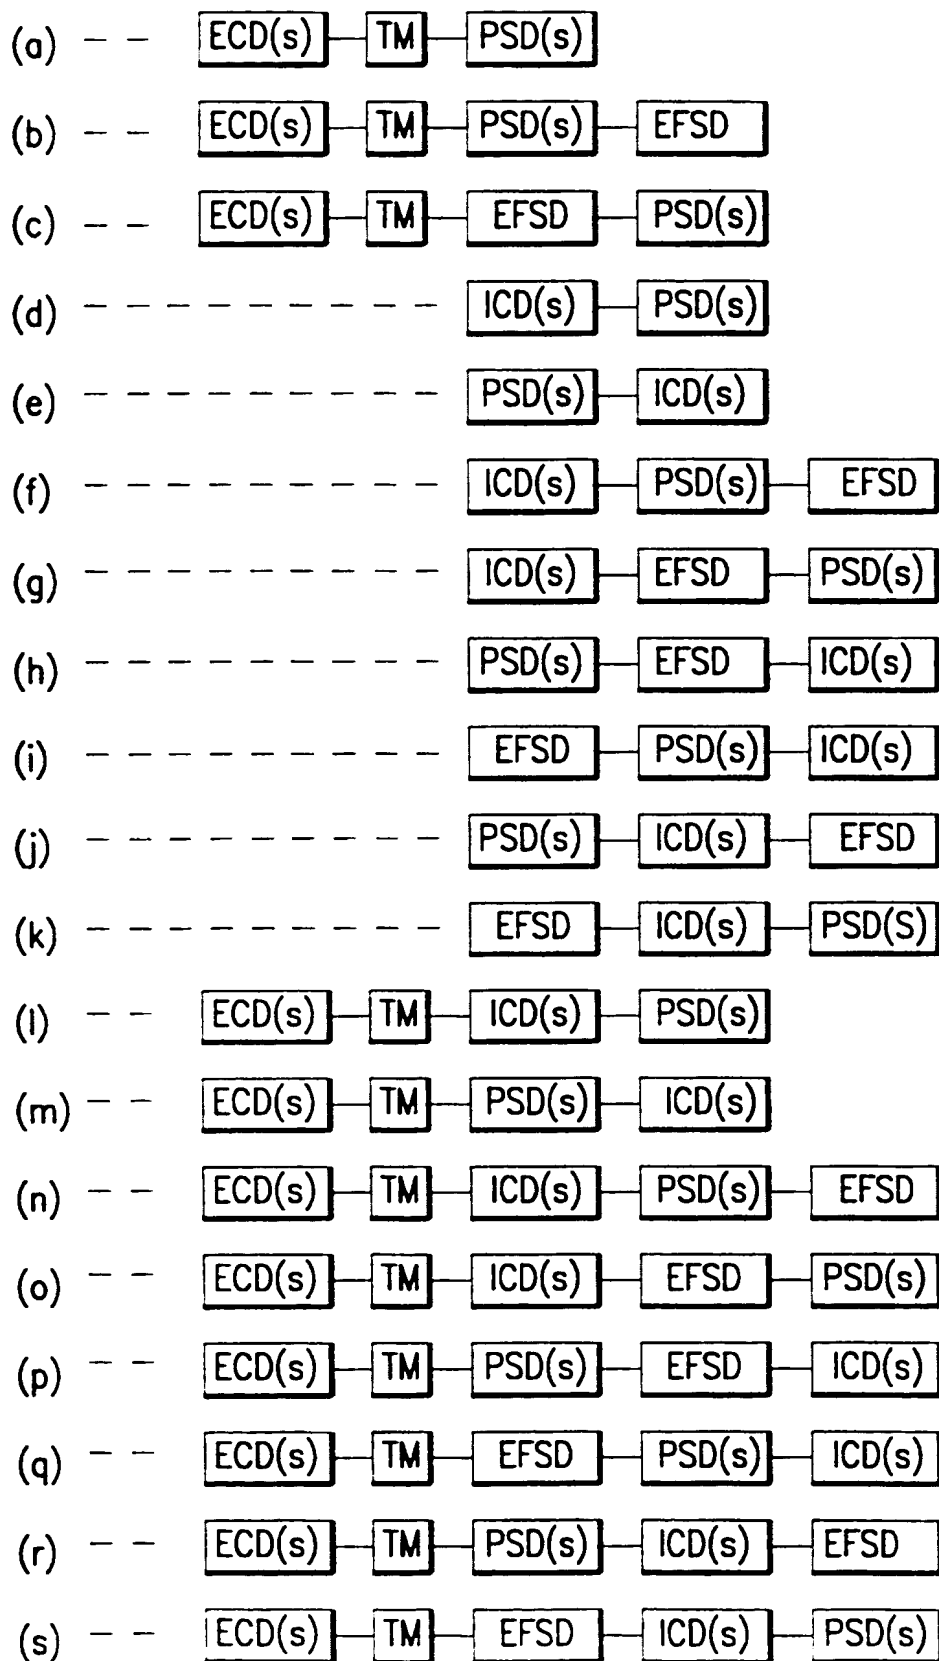 (a) ECD(s) TM PSD(s)
(b) ECD(s) TM PSD(s) EFSD
(c) ECD(s) TM EFSD PSD(s)
(d) ICD(s) PSD(s)
(e) PSD(s) ICD(s)
(f) ICD(s) PSD(s) EFSD
(g) ICD(s) EFSD PSD(s)
(h) PSD(s) EFSD ICD(s)
(i) EFSD PSD(s) ICD(s)
(j) PSD(s) ICD(s) EFSD
(k) EFSD ICD(s) PSD(S)
(l) ECD(s) TM ICD(s) PSD(s)
(m) ECD(s) TM PSD(s) ICD(s)
(n) ECD(s) TM ICD(s) PSD(s) EFSD
(o) ECD(s) TM ICD(s) EFSD PSD(s)
(p) ECD(s) TM PSD(s) EFSD ICD(s)
(q) ECD(s) TM EFSD PSD(s) ICD(s)
(r) ECD(s) TM PSD(s) ICD(s) EFSD
(s) ECD(s) TM EFSD ICD(s) PSD(s)